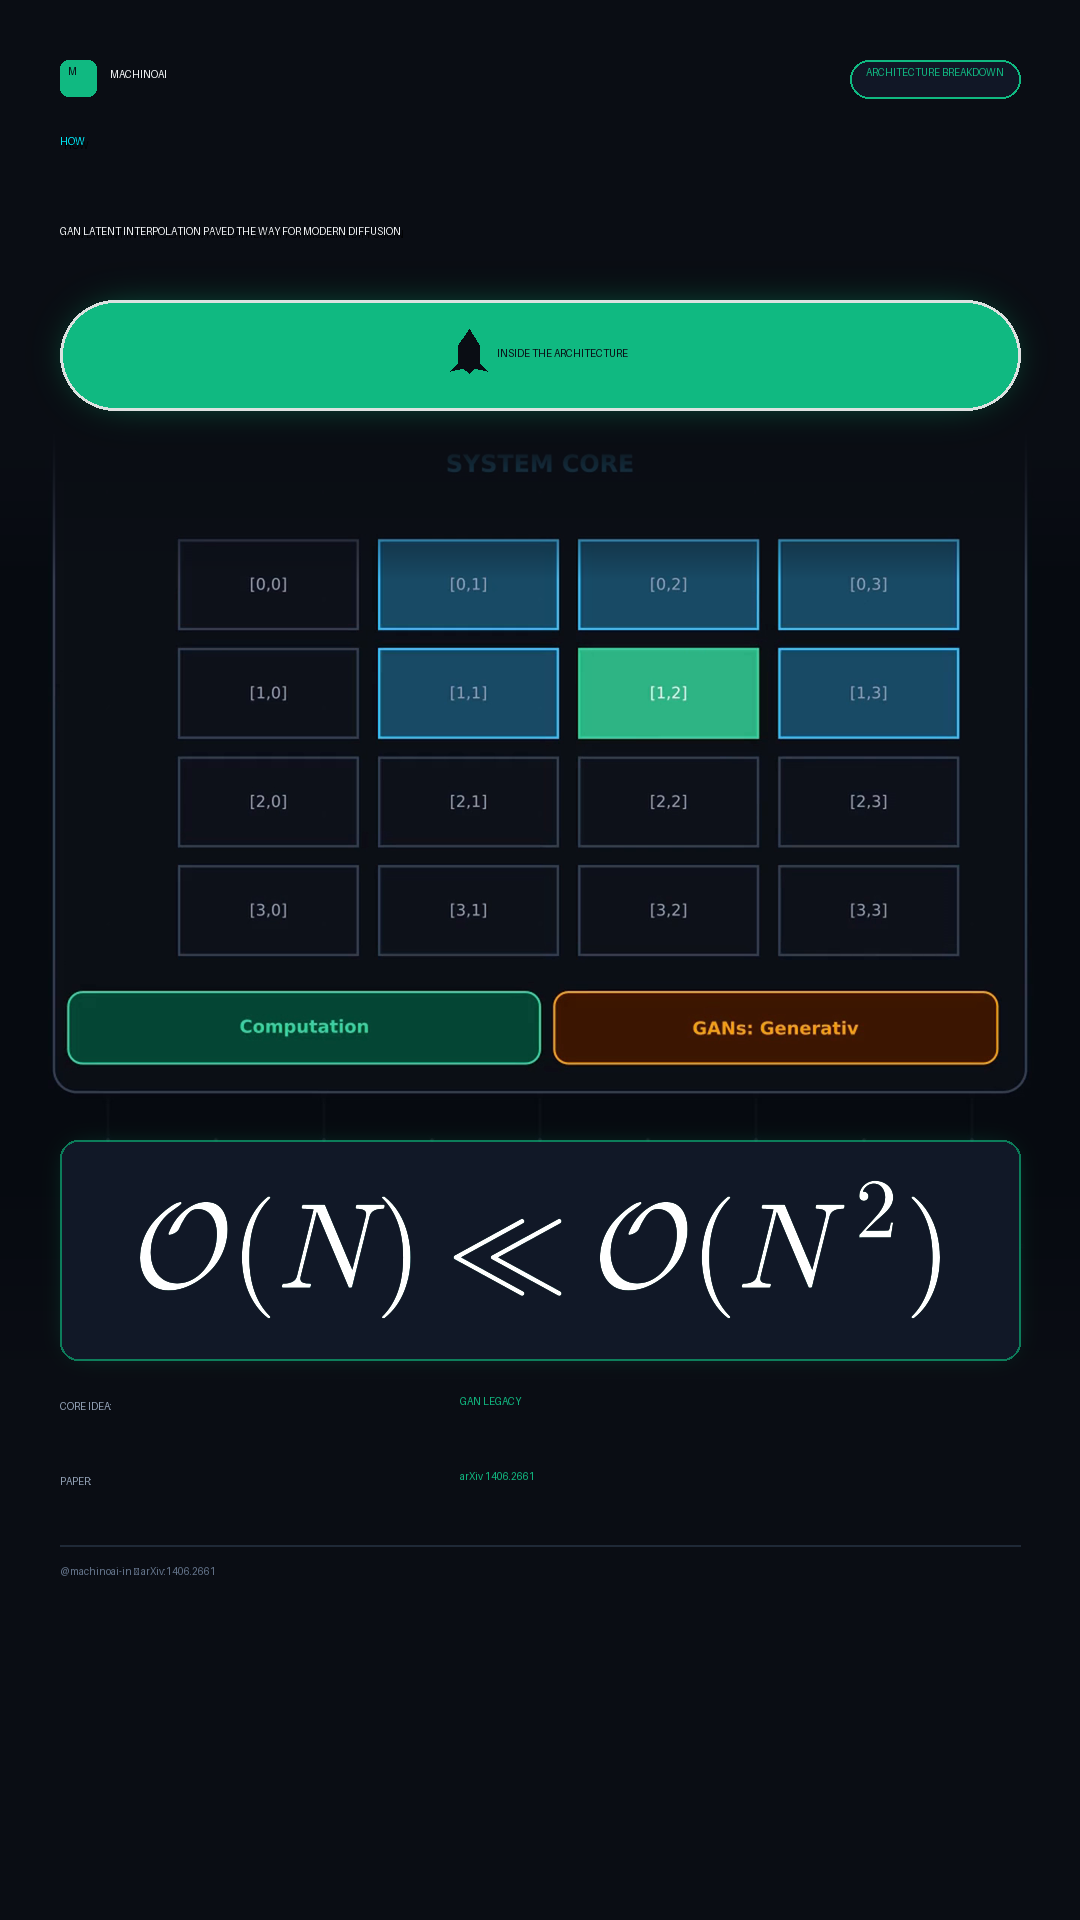 M
MACHINOAI
ARCHITECTURE BREAKDOWN
HOW
GAN LATENT INTERPOLATION PAVED THE WAY FOR MODERN DIFFUSION
INSIDE THE ARCHITECTURE
SYSTEM CORE
[0,0] [0,1] [0,2] [0,3]
[1,0] [1,1] [1,2] [1,3]
[2,0] [2,1] [2,2] [2,3]
[3,0] [3,1] [3,2] [3,3]
Computation
GANs: Generativ
𝒪(N) ≪ 𝒪(N²)
CORE IDEA: GAN LEGACY
PAPER: arXiv 1406.2661
@machinoai-in arXiv:1406.2661